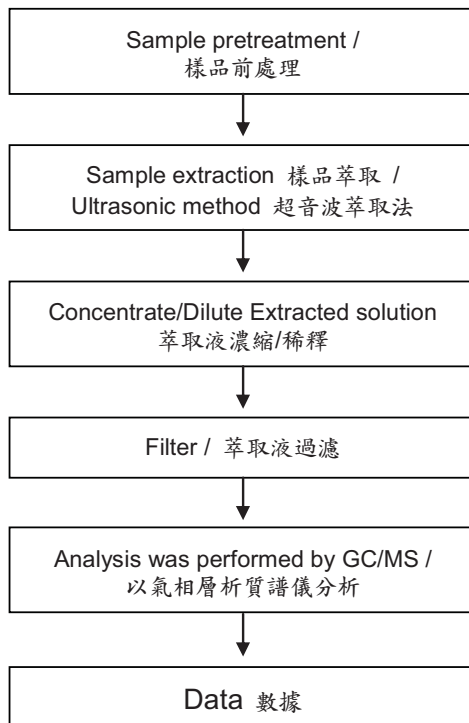 Sample pretreatment /
樣品前處理
Sample extraction 樣品萃取 /
Ultrasonic method 超音波萃取法
Concentrate/Dilute Extracted solution
萃取液濃縮/稀釋
Filter / 萃取液過濾
Analysis was performed by GC/MS /
以氣相層析質譜儀分析
Data 數據